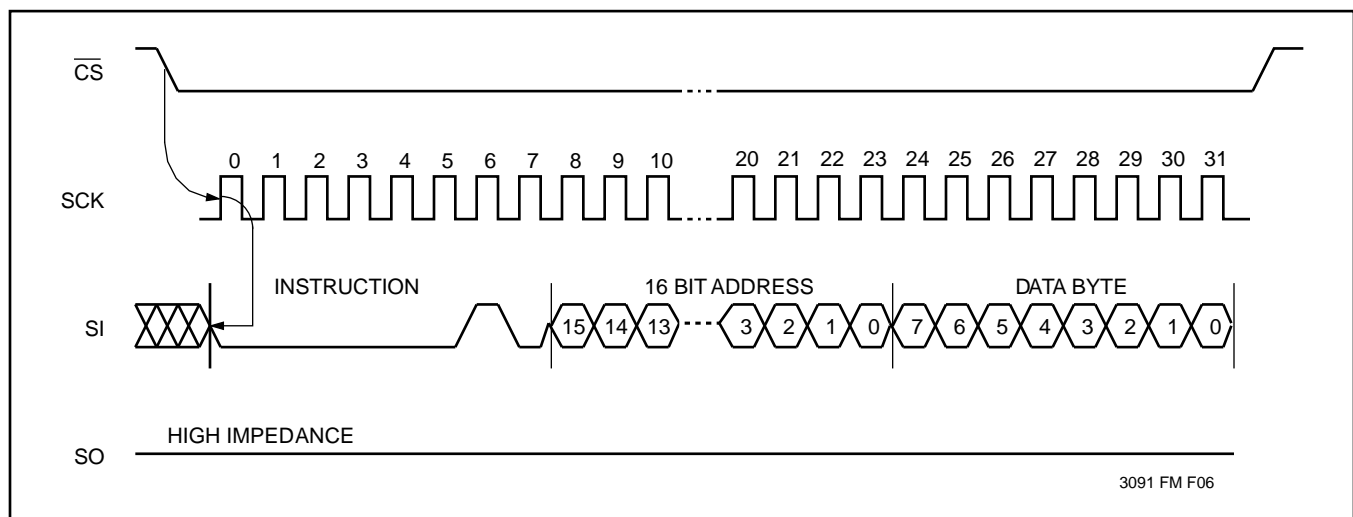 CS
0 1 2 3 4 5 6 7 8 9 10 20 21 22 23 24 25 26 27 28 29 30 31
SCK
INSTRUCTION 16 BIT ADDRESS DATA BYTE
SI 15 14 13 3 2 1 0 7 6 5 4 3 2 1 0
HIGH IMPEDANCE
SO
3091 FM F06